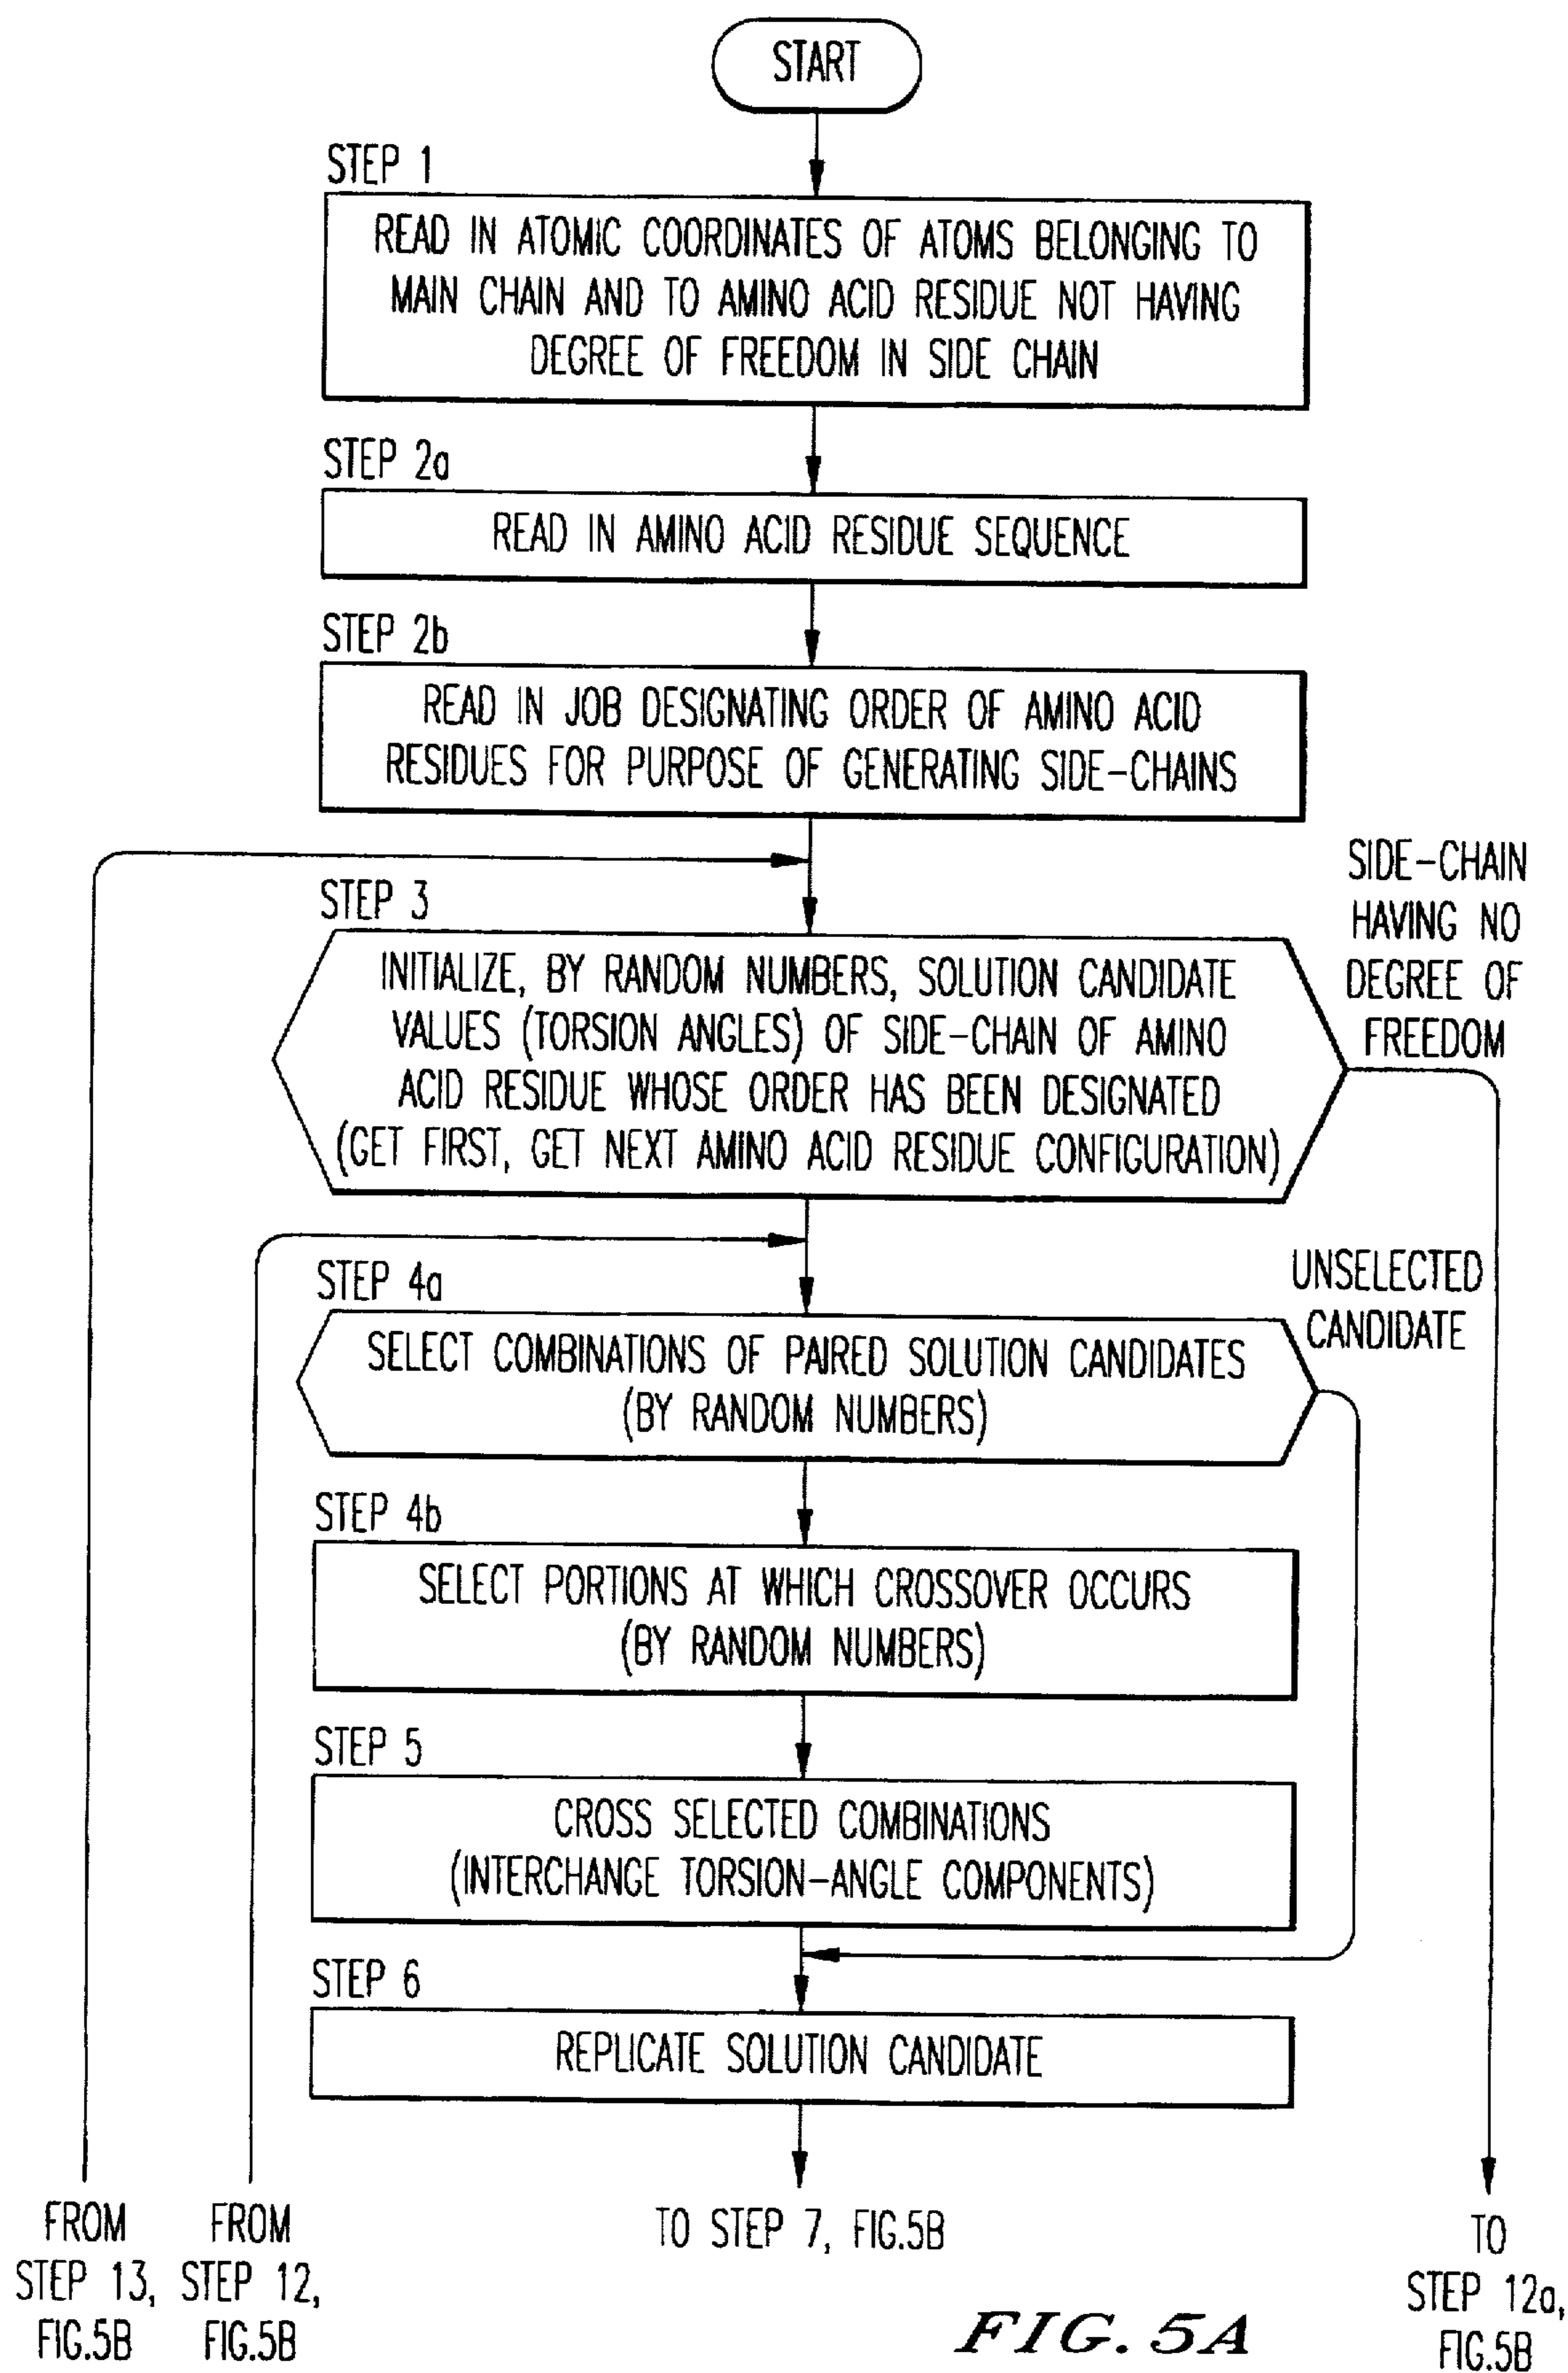 START
STEP 1
READ IN ATOMIC COORDINATES OF ATOMS BELONGING TO
MAIN CHAIN AND TO AMINO ACID RESIDUE NOT HAVING
DEGREE OF FREEDOM IN SIDE CHAIN
STEP 2a
READ IN AMINO ACID RESIDUE SEQUENCE
STEP 2b
READ IN JOB DESIGNATING ORDER OF AMINO ACID
RESIDUES FOR PURPOSE OF GENERATING SIDE-CHAINS
SIDE-CHAIN
HAVING NO
DEGREE OF
FREEDOM
STEP 3
INITIALIZE, BY RANDOM NUMBERS, SOLUTION CANDIDATE
VALUES (TORSION ANGLES) OF SIDE-CHAIN OF AMINO
ACID RESIDUE WHOSE ORDER HAS BEEN DESIGNATED
(GET FIRST, GET NEXT AMINO ACID RESIDUE CONFIGURATION)
UNSELECTED
CANDIDATE
STEP 4a
SELECT COMBINATIONS OF PAIRED SOLUTION CANDIDATES
(BY RANDOM NUMBERS)
STEP 4b
SELECT PORTIONS AT WHICH CROSSOVER OCCURS
(BY RANDOM NUMBERS)
STEP 5
CROSS SELECTED COMBINATIONS
(INTERCHANGE TORSION-ANGLE COMPONENTS)
STEP 6
REPLICATE SOLUTION CANDIDATE
FROM
STEP 13,
FIG.5B
FROM
STEP 12,
FIG.5B
TO STEP 7, FIG.5B
TO
STEP 12a,
FIG.5B
FIG. 5A